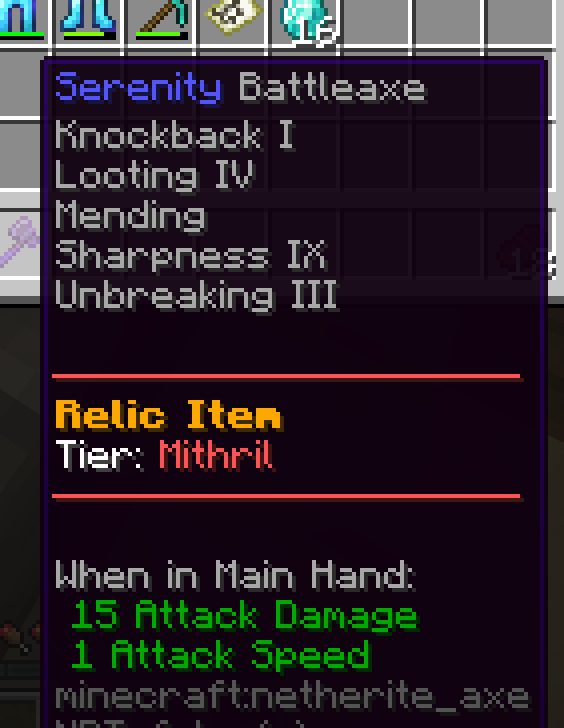 16
Serenity Battleaxe
Knockback I
Looting IV
Mending
Sharpness IX
Unbreaking III
Relic Item
Tier: Mithril
When in Main Hand:
15 Attack Damage
1 Attack Speed
minecraft:netherite_axe